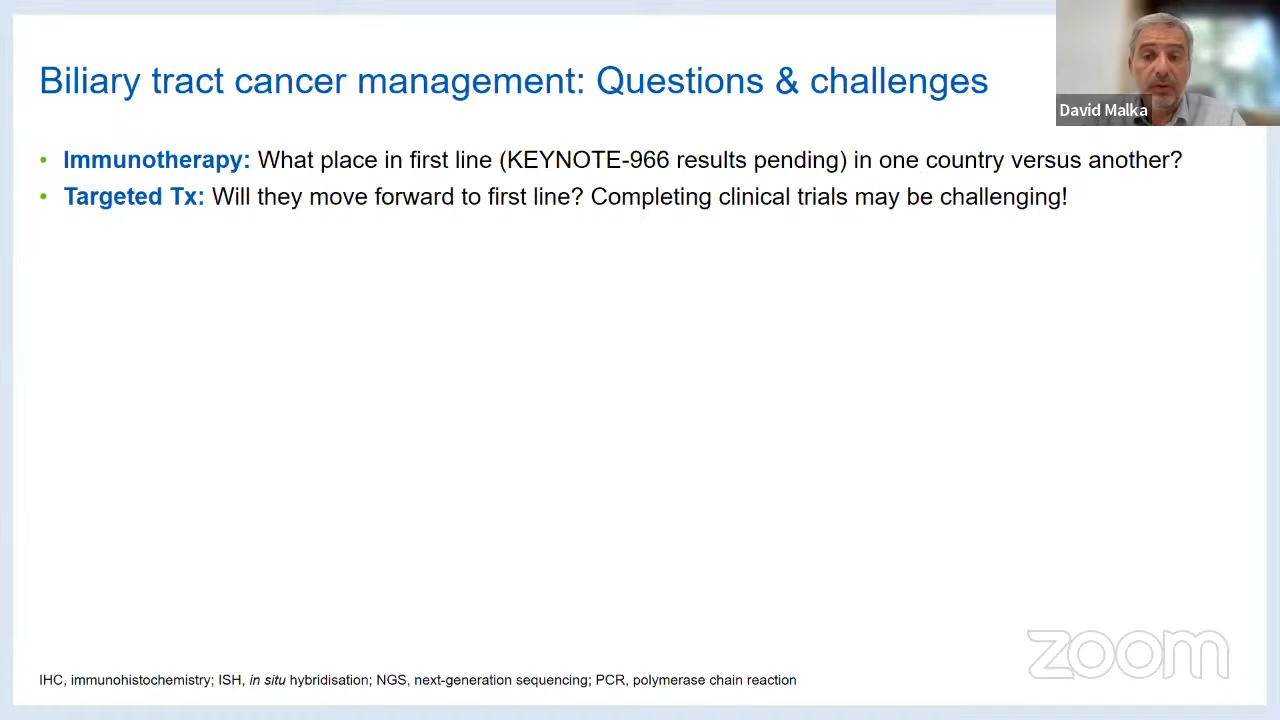 Biliary tract cancer management: Questions & challenges
David Malka
• Immunotherapy: What place in first line (KEYNOTE-966 results pending) in one country versus another?
• Targeted Tx: Will they move forward to first line? Completing clinical trials may be challenging!
zoom
IHC, immunohistochemistry; ISH, in situ hybridisation; NGS, next-generation sequencing; PCR, polymerase chain reaction